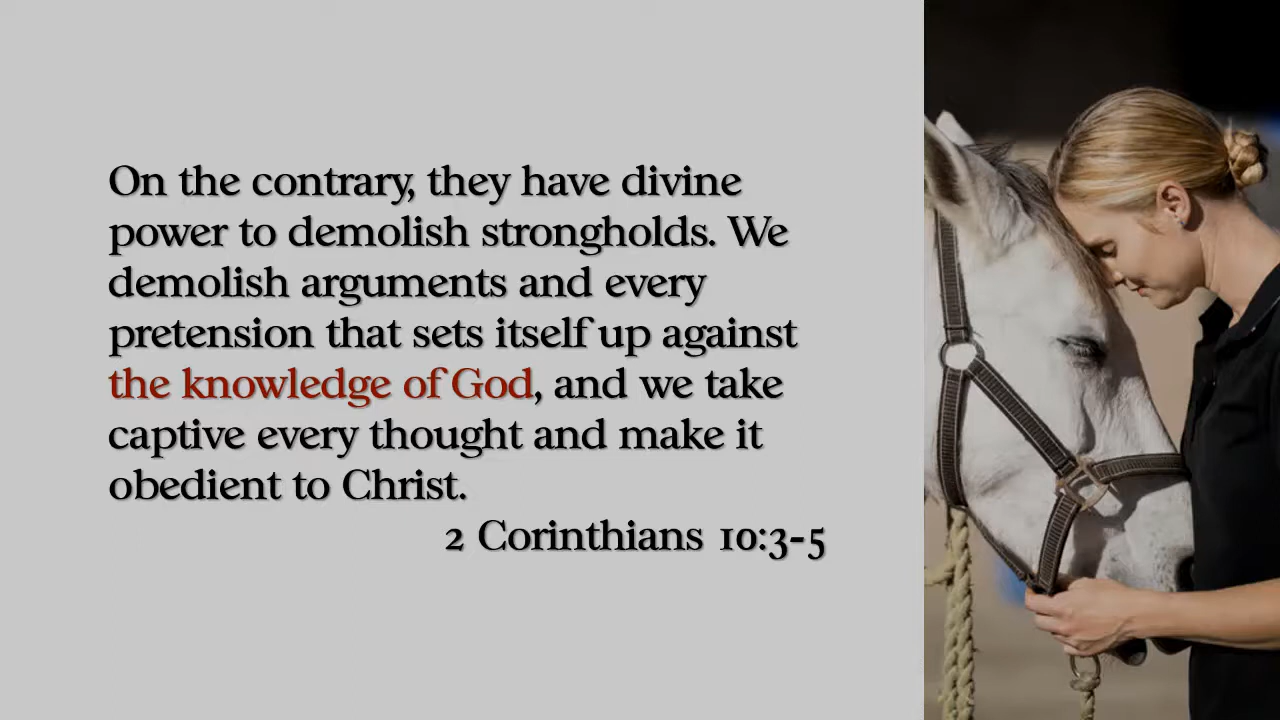 On the contrary, they have divine
power to demolish strongholds. We
demolish arguments and every
pretension that sets itself up against
the knowledge of God, and we take
captive every thought and make it
obedient to Christ.
2 Corinthians 10:3-5